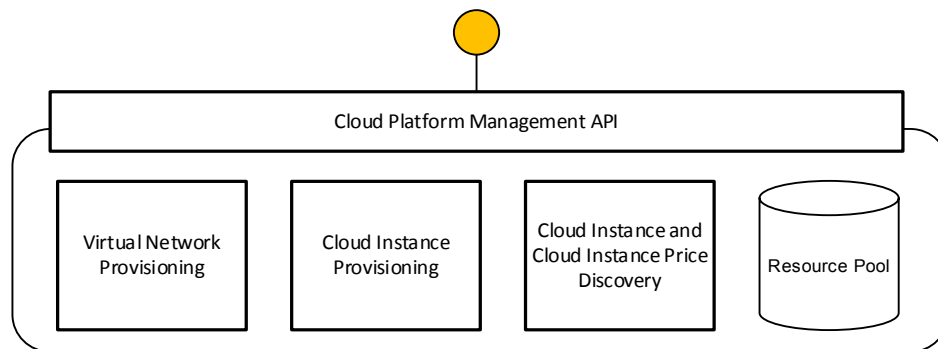 Cloud Platform Management API
Virtual Network
Provisioning
Cloud Instance
Provisioning
Cloud Instance and
Cloud Instance Price
Discovery
Resource Pool